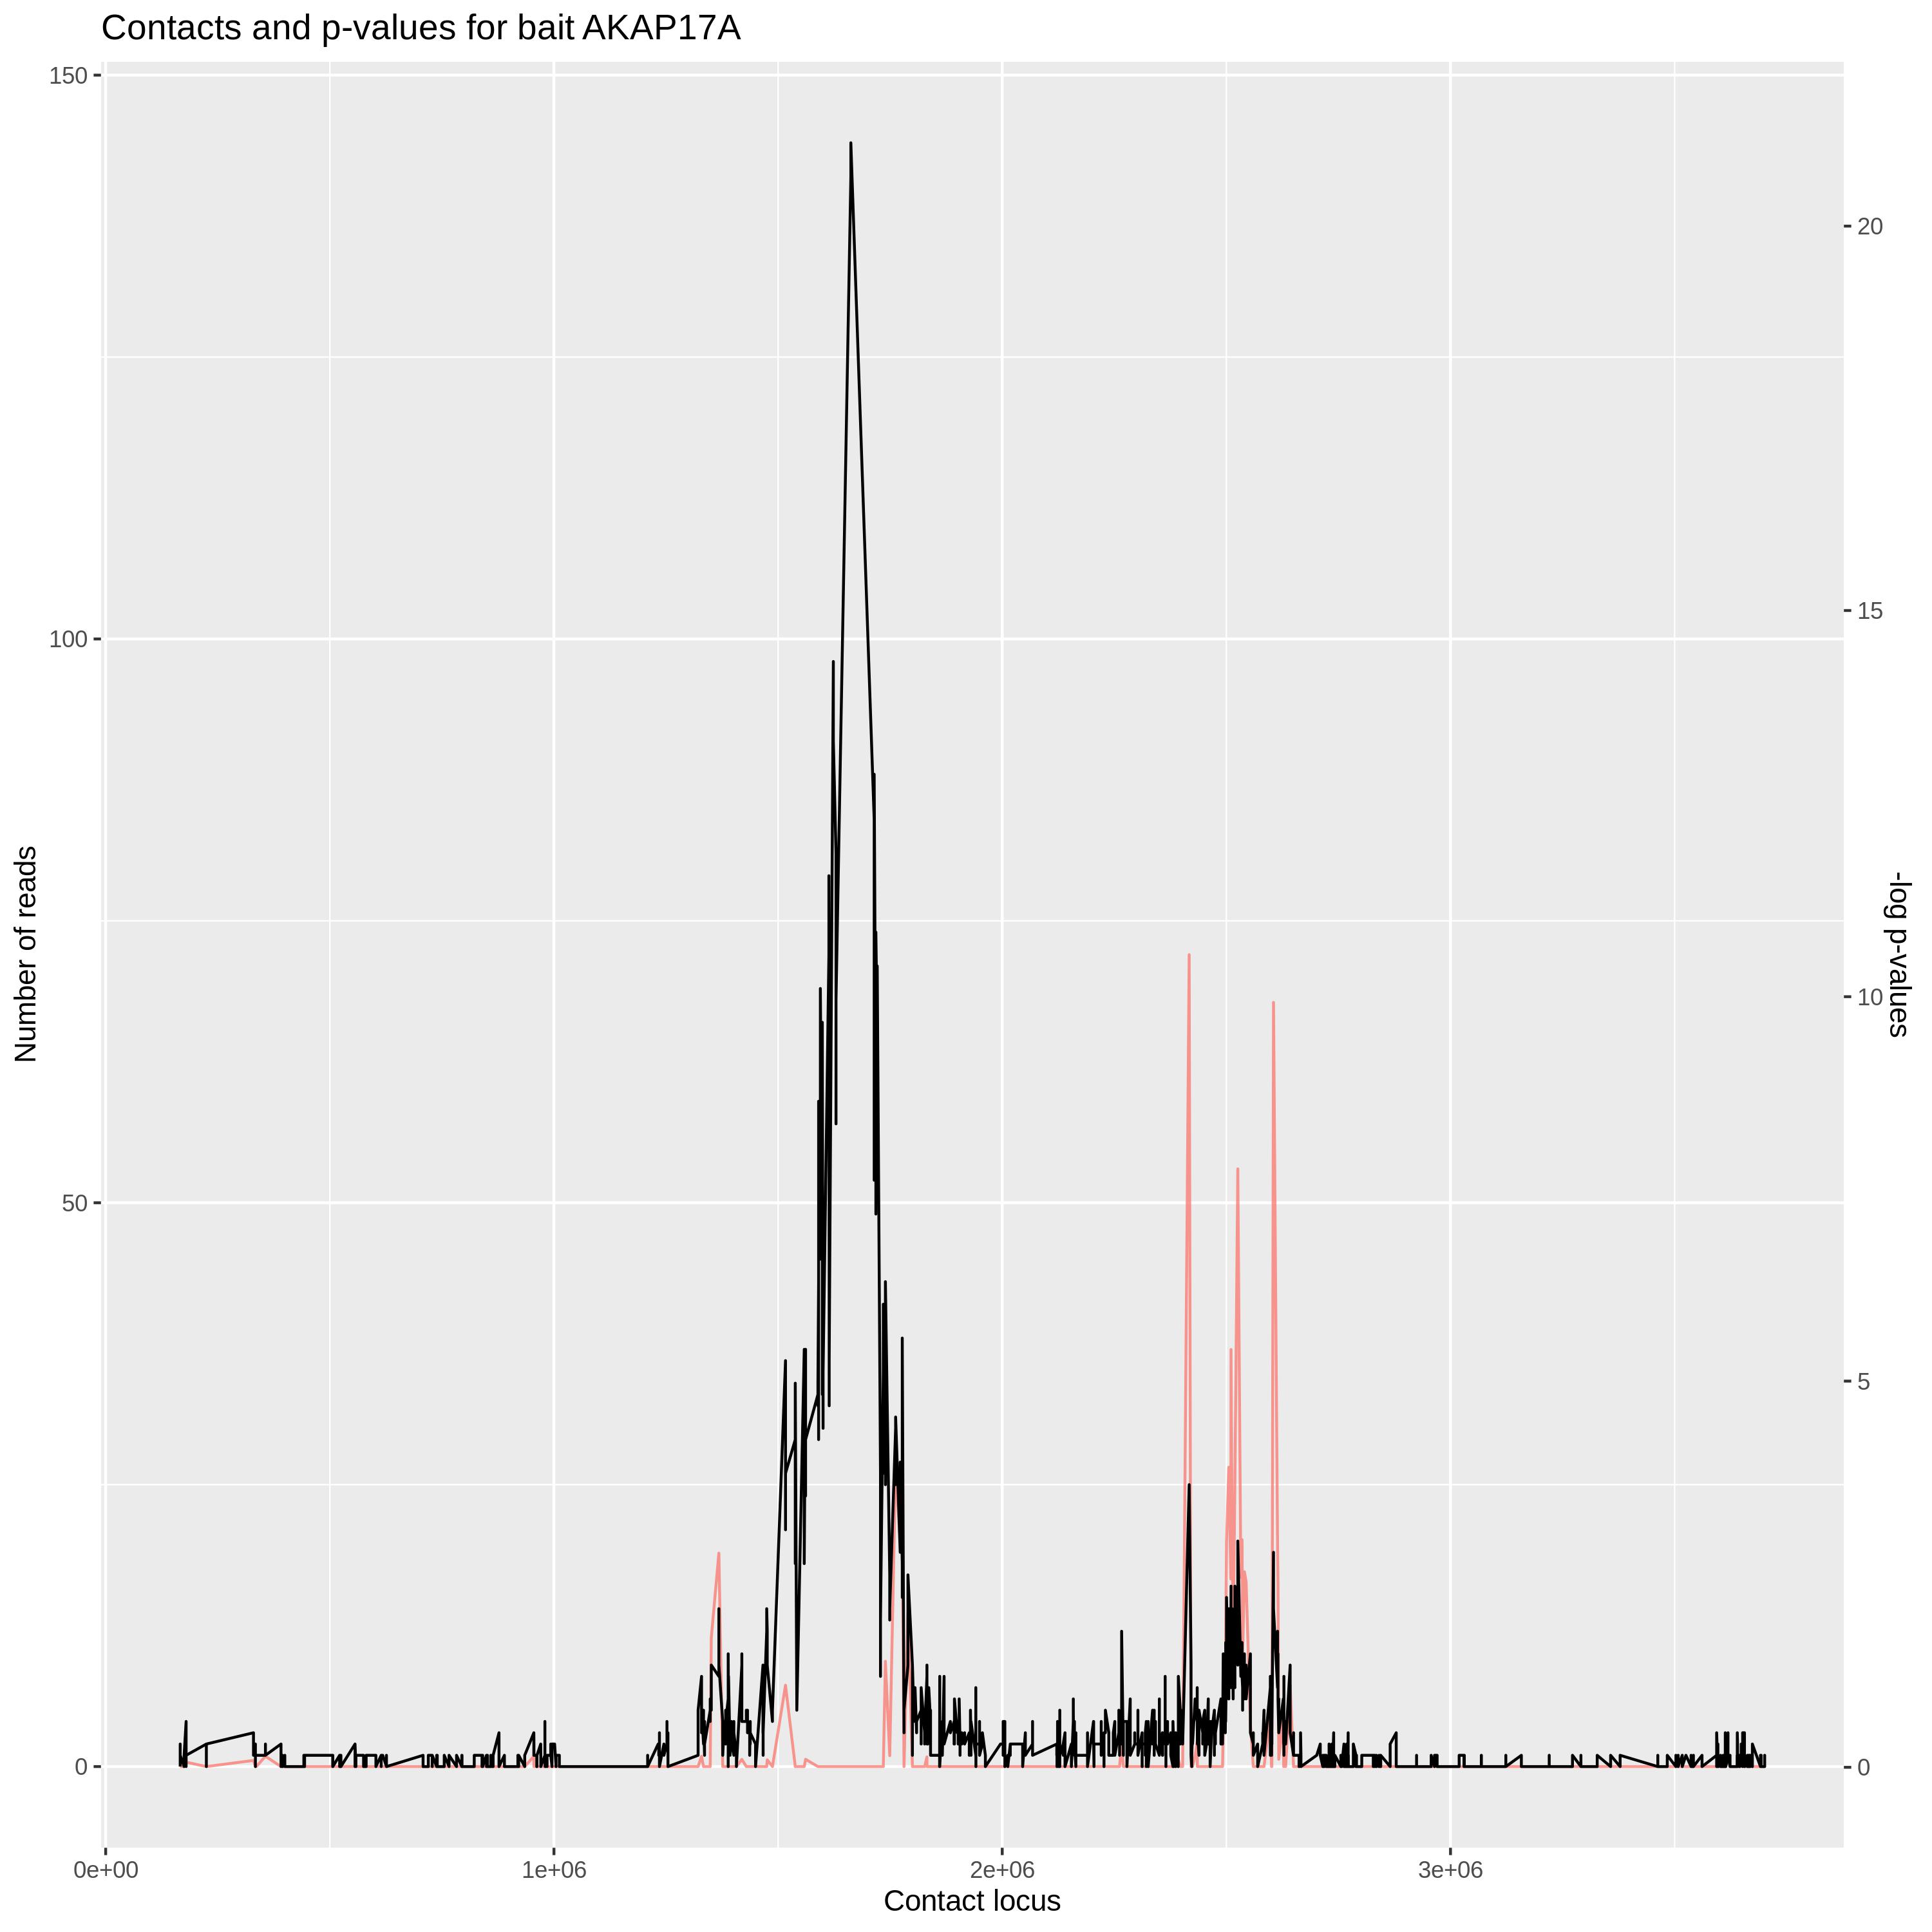 Contacts and p-values for bait AKAP17A
150
100
50
0
Number of reads
20
15
10
5
0
-log p-values
0e+00
1e+06
2e+06
3e+06
Contact locus